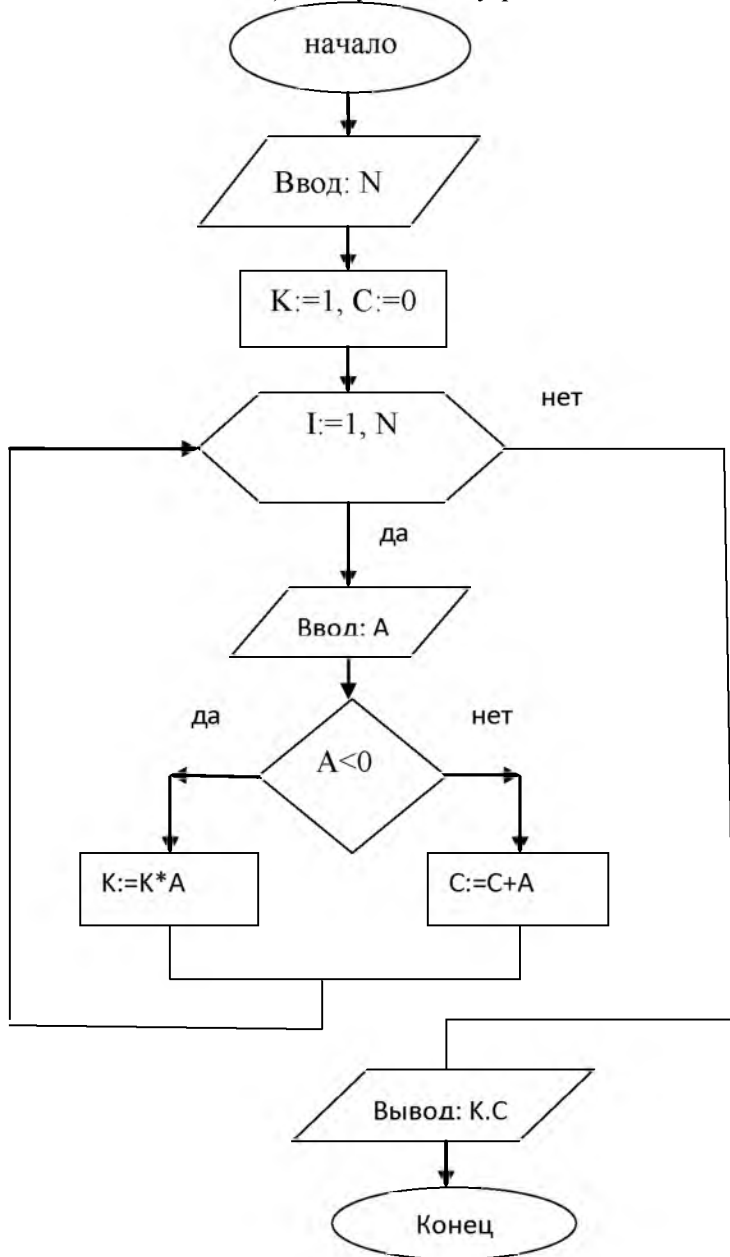 начало
Ввод: N
K:=1, C:=0
I:=1, N
нет
да
Ввод: A
да
нет
A<0
K:=K*A
C:=C+A
Вывод: K.C
Конец